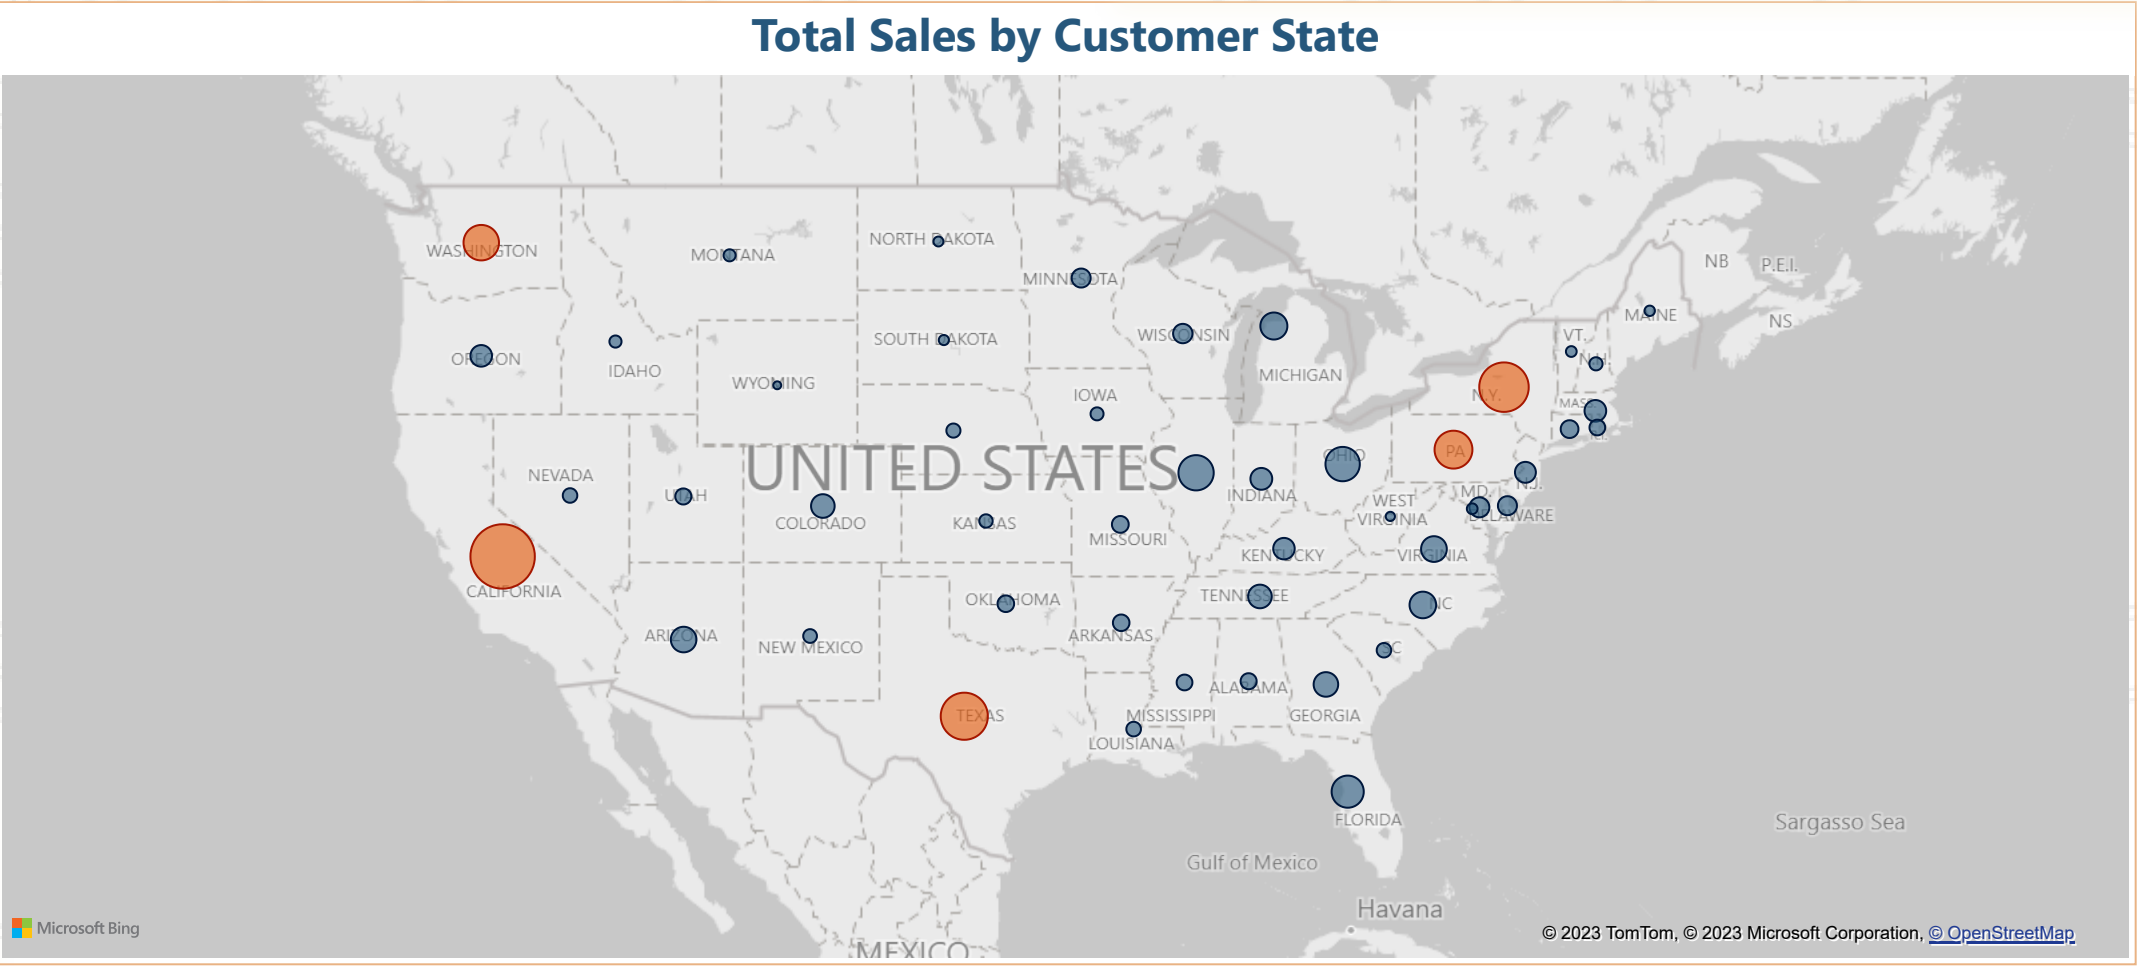 Total Sales by Customer State
NORTH DAKOTA
WASHINGTON
MONTANA
MINNESOTA
NB
P.E.I.
MAINE
NS
OREGON
IDAHO
SOUTH DAKOTA
WISCONSIN
VT.
N.H.
WYOMING
MICHIGAN
IOWA
N.Y.
MASS.
PA
OHIO
UNITED STATES
NEVADA
UTAH
INDIANA
N.J.
MD.
WEST
VIRGINIA
DELAWARE
COLORADO
KANSAS
MISSOURI
KENTUCKY
VIRGINIA
CALIFORNIA
OKLAHOMA
TENNESSEE
NC
ARIZONA
NEW MEXICO
ARKANSAS
SC
ALABAMA
TEXAS
MISSISSIPPI
GEORGIA
LOUISIANA
FLORIDA
Sargasso Sea
Gulf of Mexico
Havana
MEXICO
Microsoft Bing
© 2023 TomTom, © 2023 Microsoft Corporation, © OpenStreetMap